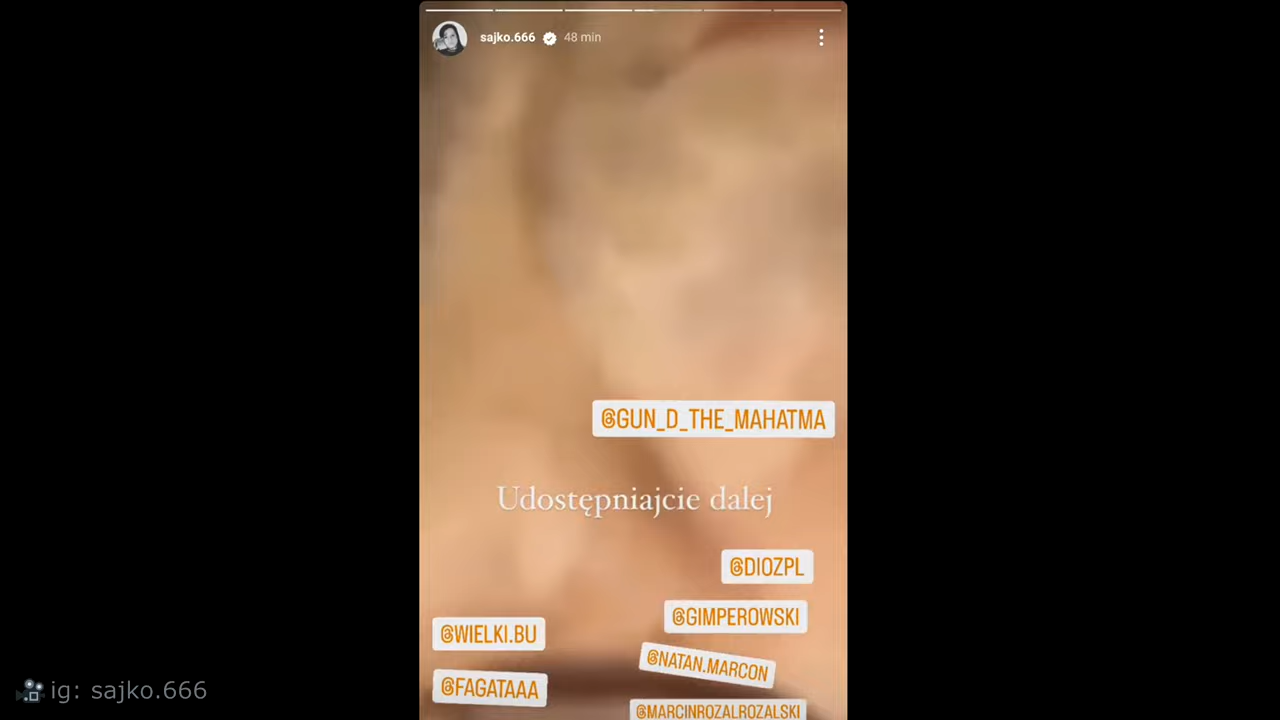 sajko.666 48 min
@GUN_D_THE_MAHATMA
Udostępniajcie dalej
@DIOZPL
@GIMPEROWSKI
@WIELKI.BU
@NATAN.MARCON
@FAGATAAA
@MARCINROZALROZALSKI
ig: sajko.666